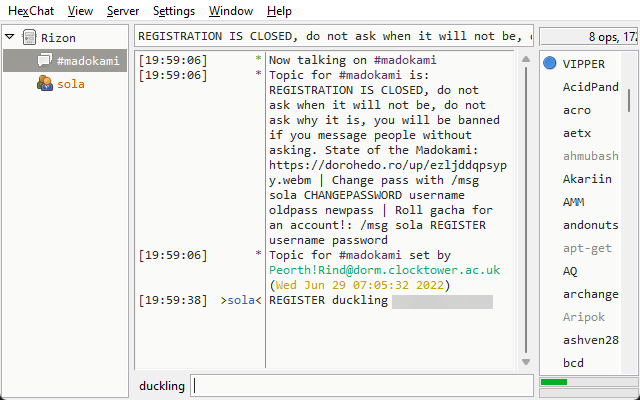 HexChat View Server Settings Window Help
Rizon
#madokami
sola
REGISTRATION IS CLOSED, do not ask when it will not be,
8 ops, 172
[19:59:06] * Now talking on #madokami
[19:59:06] * Topic for #madokami is:
REGISTRATION IS CLOSED, do not
ask when it will not be, do not
ask why it is, you will be banned
if you message people without
asking. State of the Madokami:
https://dorohedo.ro/up/ezljddqpsyp
y.webm | Change pass with /msg
sola CHANGEPASSWORD username
oldpass newpass | Roll gacha for
an account!: /msg sola REGISTER
username password
[19:59:06] * Topic for #madokami set by
Peorth!Rind@dorm.clocktower.ac.uk
(Wed Jun 29 07:05:32 2022)
[19:59:38] >sola< REGISTER duckling
VIPPER
AcidPand
acro
aetx
ahmubash
Akariin
AMM
andonuts
apt-get
AQ
archange
Aripok
ashven28
bcd
duckling